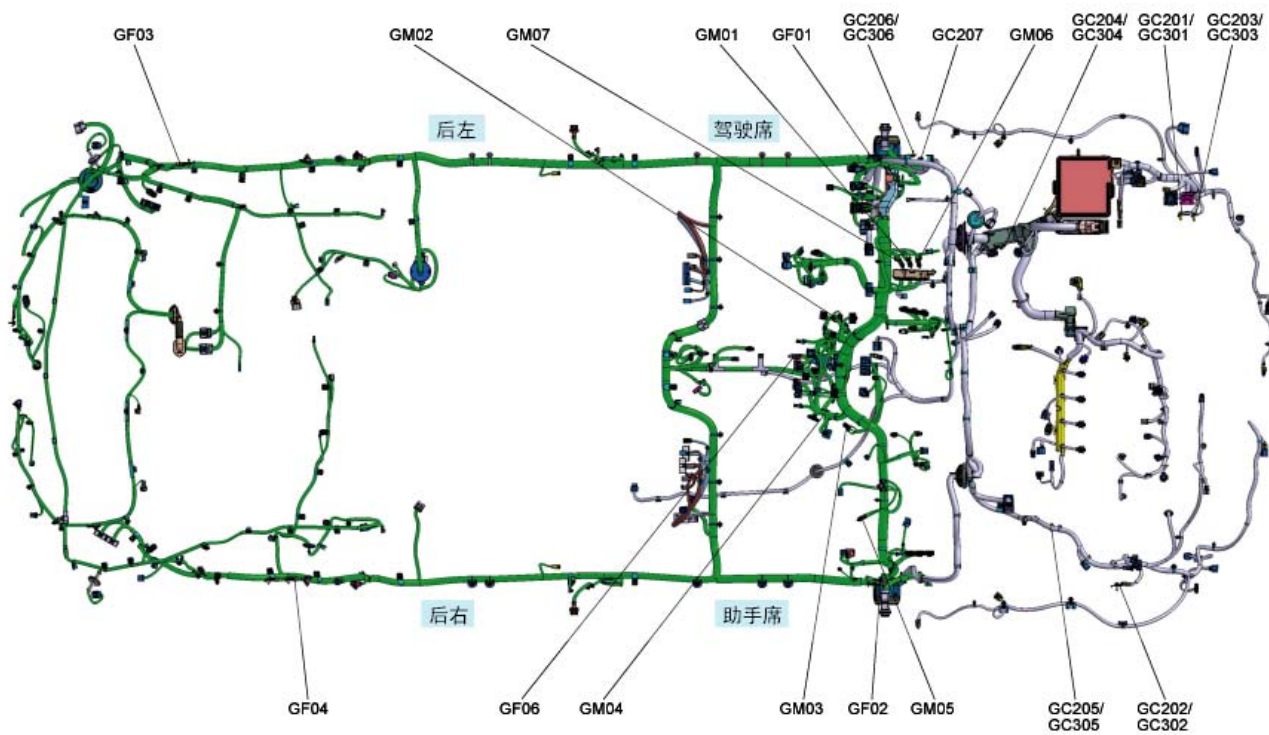 GF03
GM02
GM07
GM01
GF01
GC206/
GC306
GC207
GM06
GC204/
GC304
GC201/
GC301
GC203/
GC303
后左
驾驶席
后右
助手席
GF04
GF06
GM04
GM03
GF02
GM05
GC205/
GC305
GC202/
GC302